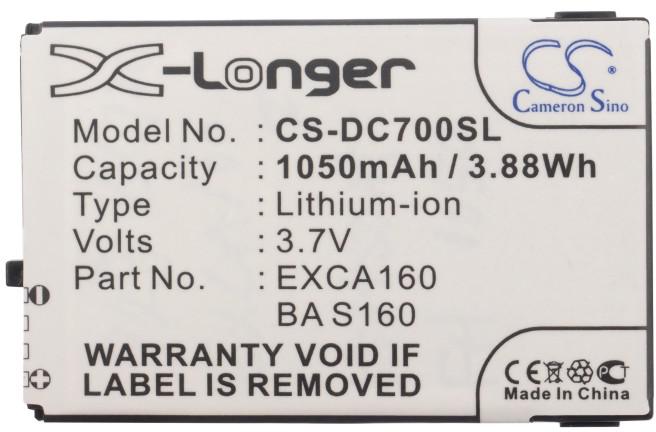 X-Longer
CS
Cameron Sino
Model No. : CS-DC700SL
Capacity : 1050mAh / 3.88Wh
Type : Lithium-ion
Volts : 3.7V
Part No. : EXCA160
BA S160
WARRANTY VOID IF
LABEL IS REMOVED
CE
Made in China